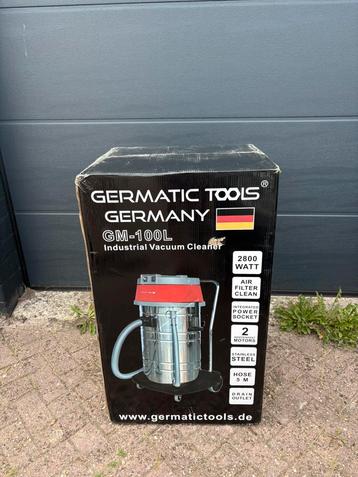 GERMATIC TOOLS®
GERMANY
GM-100L
Industrial Vacuum Cleaner
2800
WATT
AIR
FILTER
CLEAN
INTEGRATED
POWER
SOCKET
2
MOTORS
STAINLESS
STEEL
HOSE
5 M
DRAIN
OUTLET
www.germatictools.de